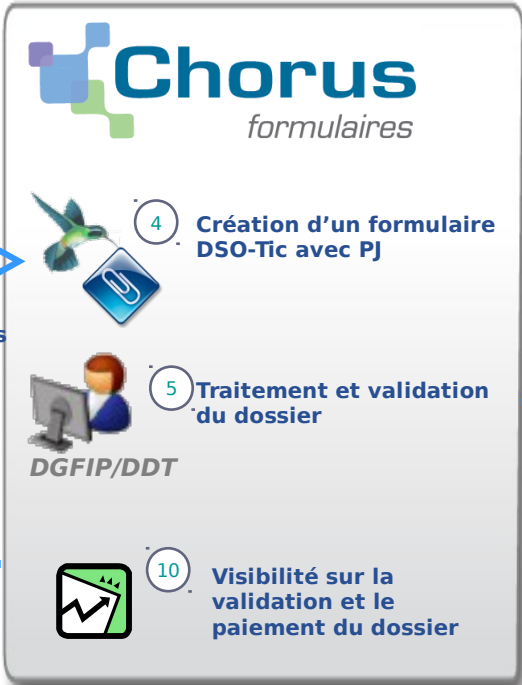 Chorus
formulaires
4
Création d’un formulaire
DSO-Tic avec PJ
s
5
Traitement et validation
du dossier
DGFIP/DDT
10
Visibilité sur la
validation et le
paiement du dossier